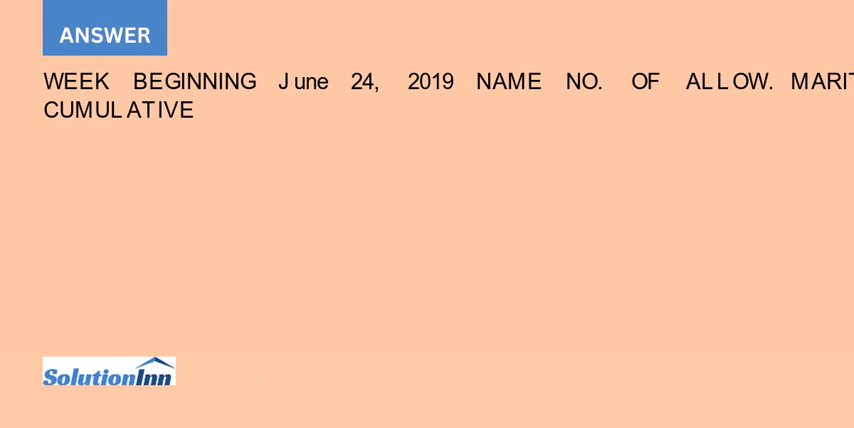 ANSWER
WEEK BEGINNING June 24, 2019 NAME NO. OF ALLOW. MARIT
CUMULATIVE
SolutionInn